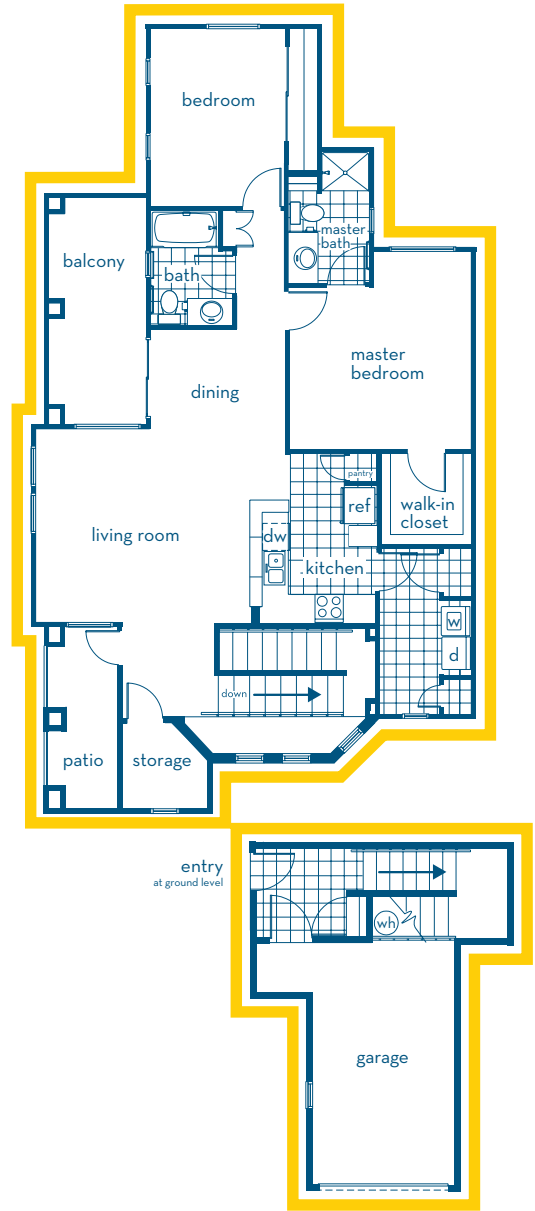 bedroom
master
bath
balcony
bath
master
bedroom
dining
pantry
ref
walk-in
closet
living room
dw
kitchen
w
d
down
patio
storage
entry
at ground level
wh
garage